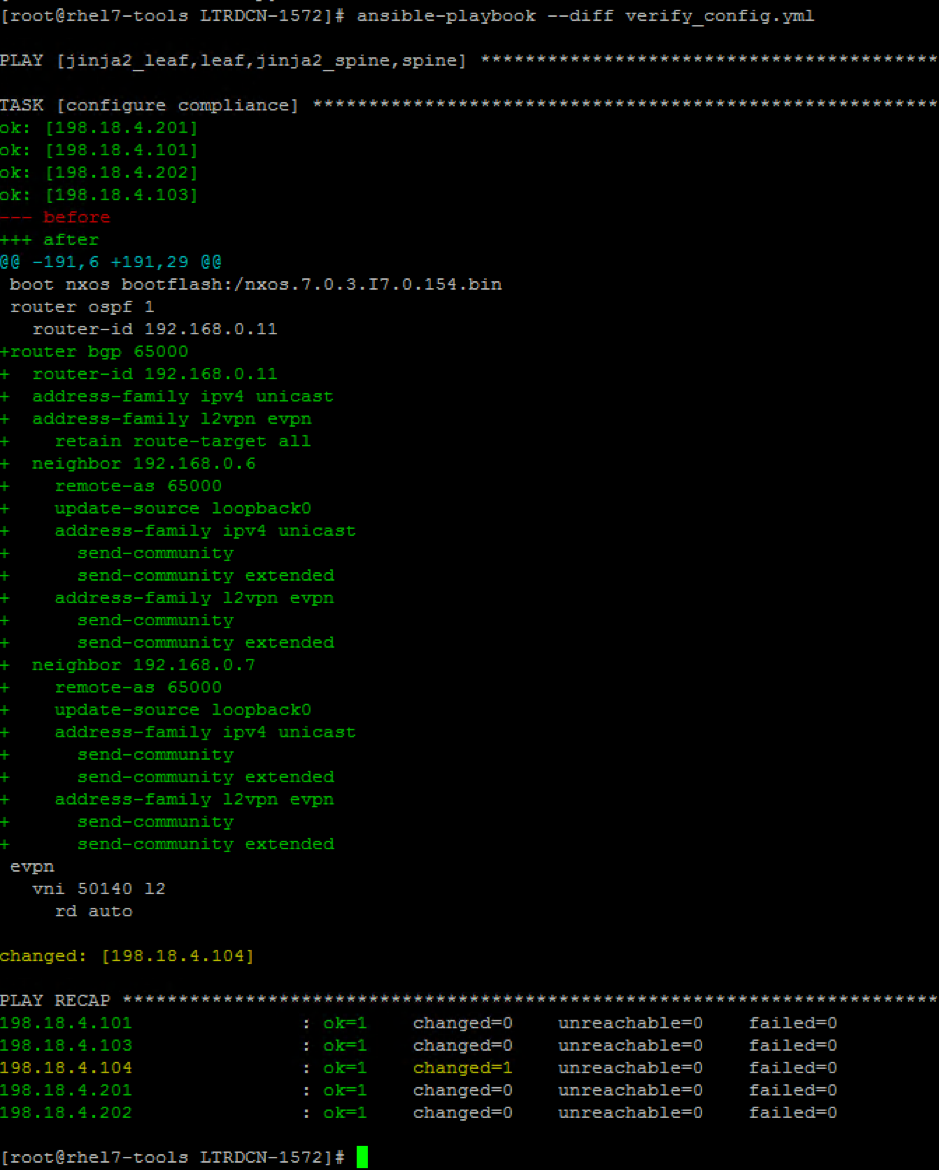 [root@rhel7-tools LTRDCN-1572]# ansible-playbook --diff verify_config.yml
PLAY [jinja2_leaf,leaf,jinja2_spine,spine] *****************************************
TASK [configure compliance] ********************************************************
ok: [198.18.4.201]
ok: [198.18.4.101]
ok: [198.18.4.202]
ok: [198.18.4.103]
--- before
+++ after
@@ -191,6 +191,29 @@
 boot nxos bootflash:/nxos.7.0.3.I7.0.154.bin
 router ospf 1
   router-id 192.168.0.11
+router bgp 65000
+  router-id 192.168.0.11
+  address-family ipv4 unicast
+  address-family l2vpn evpn
+    retain route-target all
+  neighbor 192.168.0.6
+    remote-as 65000
+    update-source loopback0
+    address-family ipv4 unicast
+      send-community
+      send-community extended
+    address-family l2vpn evpn
+      send-community
+      send-community extended
+  neighbor 192.168.0.7
+    remote-as 65000
+    update-source loopback0
+    address-family ipv4 unicast
+      send-community
+      send-community extended
+    address-family l2vpn evpn
+      send-community
+      send-community extended
 evpn
   vni 50140 l2
     rd auto
changed: [198.18.4.104]
PLAY RECAP *************************************************************************
198.18.4.101               : ok=1    changed=0    unreachable=0    failed=0
198.18.4.103               : ok=1    changed=0    unreachable=0    failed=0
198.18.4.104               : ok=1    changed=1    unreachable=0    failed=0
198.18.4.201               : ok=1    changed=0    unreachable=0    failed=0
198.18.4.202               : ok=1    changed=0    unreachable=0    failed=0
[root@rhel7-tools LTRDCN-1572]#